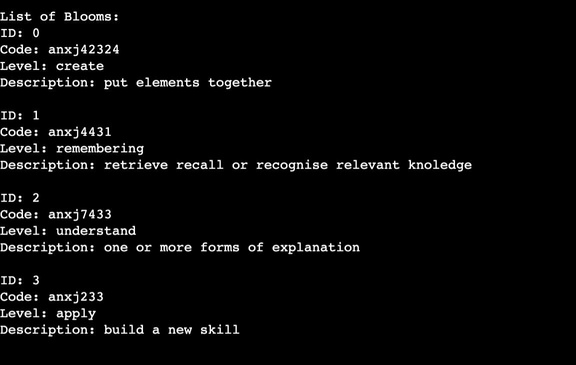 List of Blooms:
ID: 0
Code: anxj42324
Level: create
Description: put elements together
ID: 1
Code: anxj4431
Level: remembering
Description: retrieve recall or recognise relevant knoledge
ID: 2
Code: anxj7433
Level: understand
Description: one or more forms of explanation
ID: 3
Code: anxj233
Level: apply
Description: build a new skill